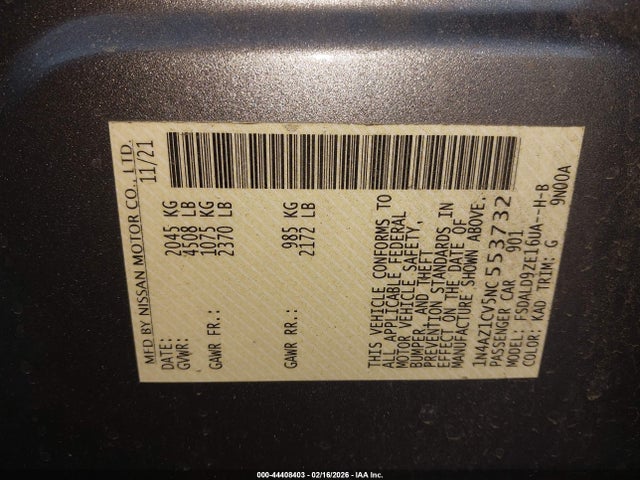 MFD BY NISSAN MOTOR CO., LTD.
DATE: 11/21
GVWR: 2045 KG
4508 LB
GAWR FR.: 1075 KG
2370 LB
GAWR RR.: 985 KG
2172 LB
THIS VEHICLE CONFORMS TO
ALL APPLICABLE FEDERAL
MOTOR VEHICLE SAFETY,
BUMPER, AND THEFT
PREVENTION STANDARDS IN
EFFECT ON THE DATE OF
MANUFACTURE SHOWN ABOVE.
1N4AZ1CV5NC553732
PASSENGER CAR 901
MODEL: FSDALD9ZE16UA--H-B
COLOR: KAD TRIM: G 9N00A
000-44408403 - 02/16/2026 - IAA Inc.